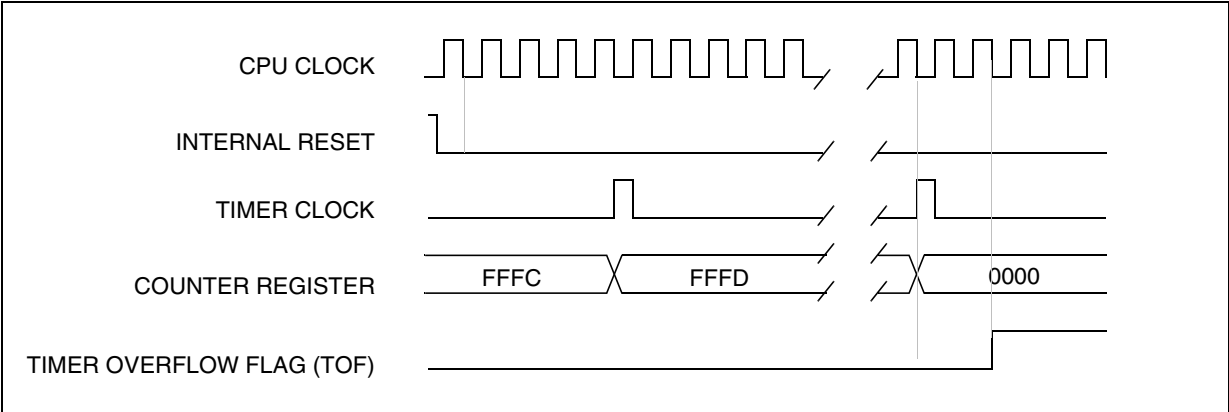 CPU CLOCK
INTERNAL RESET
TIMER CLOCK
COUNTER REGISTER FFFC FFFD 0000
TIMER OVERFLOW FLAG (TOF)